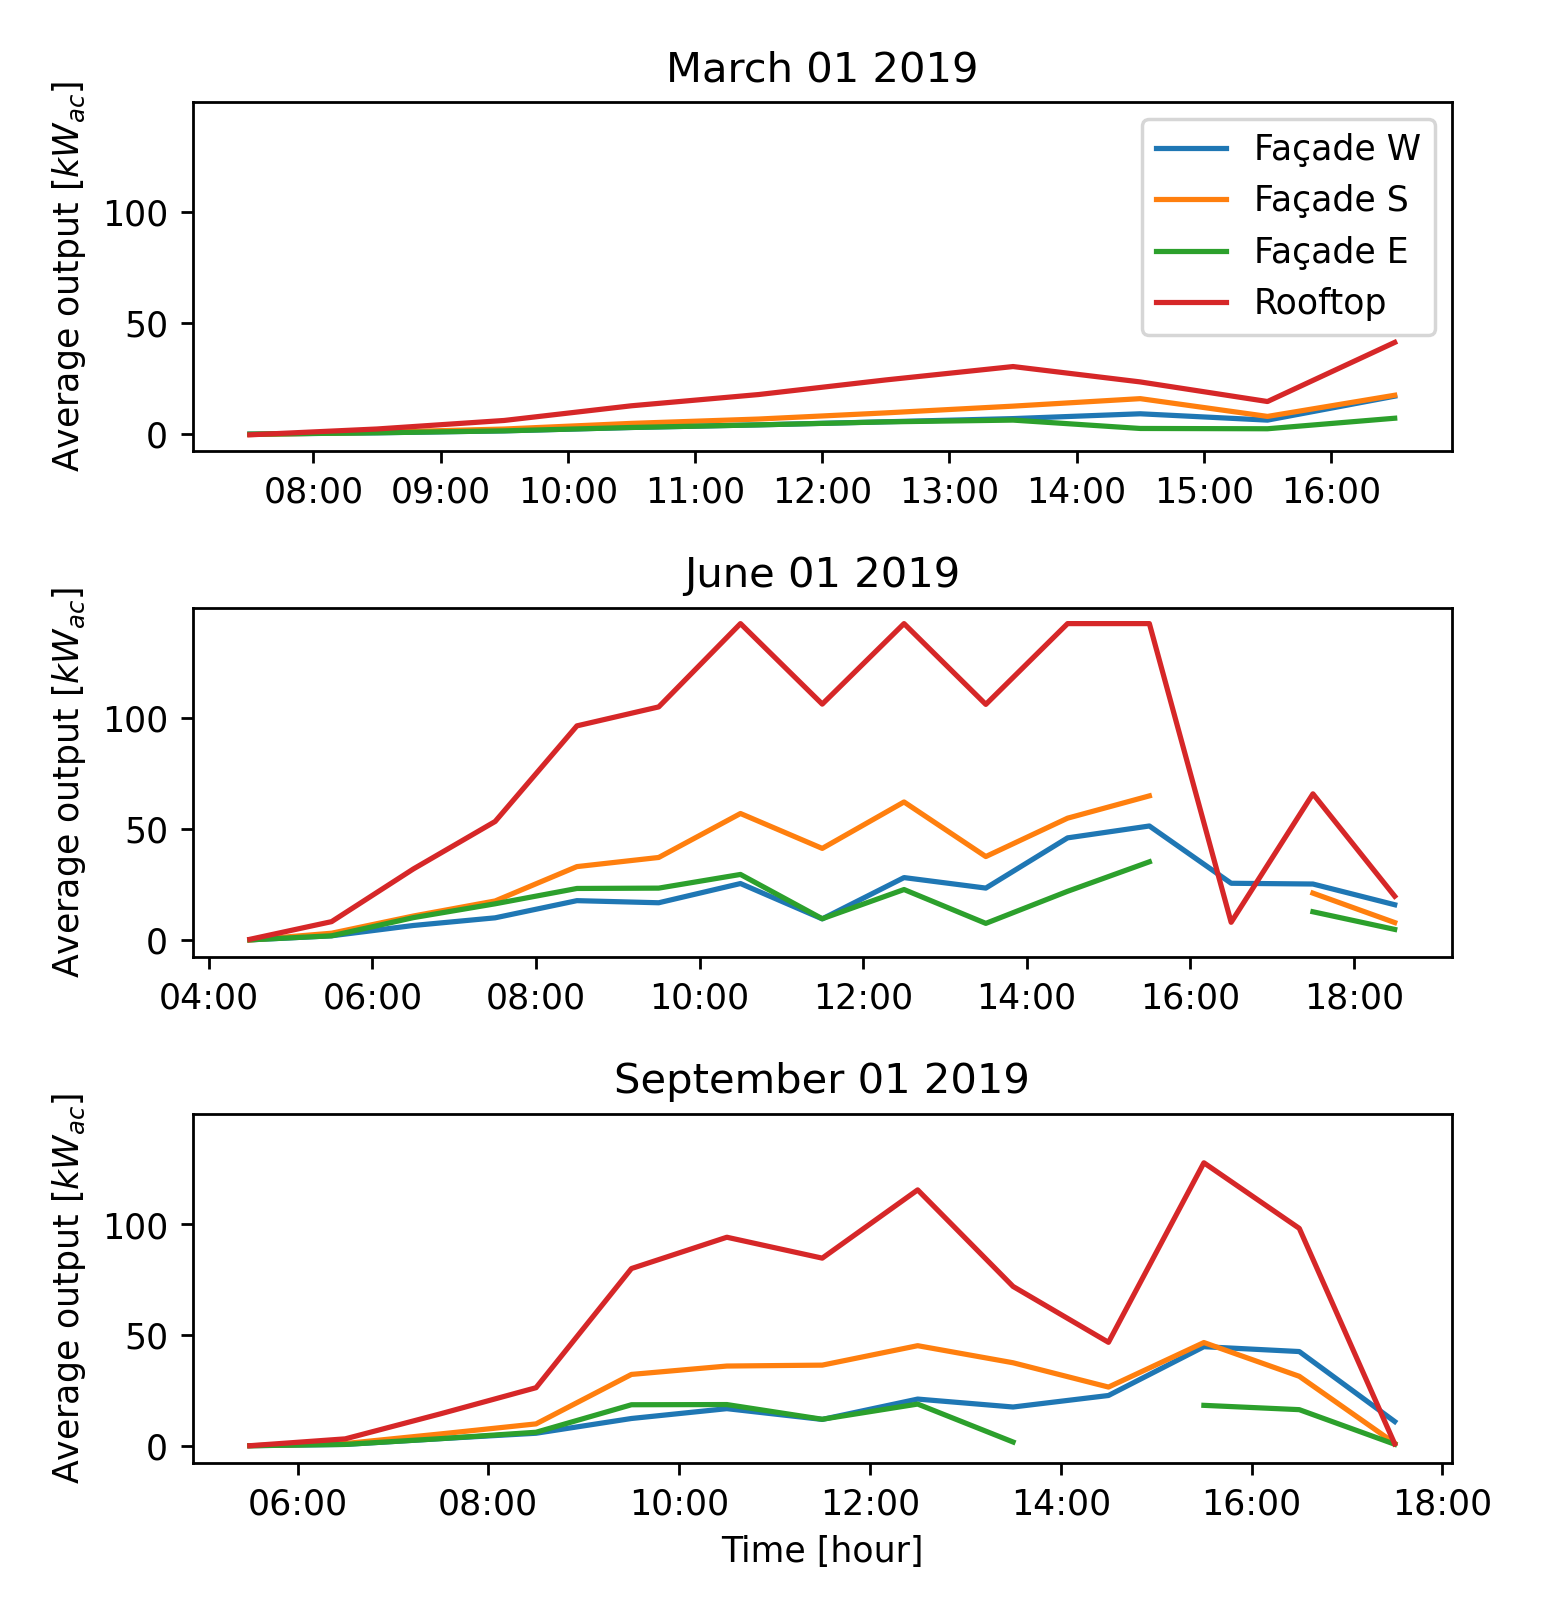 March 01 2019
Average output [kW_ac]
100
50
0
Façade W
Façade S
Façade E
Rooftop
08:00 09:00 10:00 11:00 12:00 13:00 14:00 15:00 16:00
June 01 2019
Average output [kW_ac]
100
50
0
04:00 06:00 08:00 10:00 12:00 14:00 16:00 18:00
September 01 2019
Average output [kW_ac]
100
50
0
06:00 08:00 10:00 12:00 14:00 16:00 18:00
Time [hour]